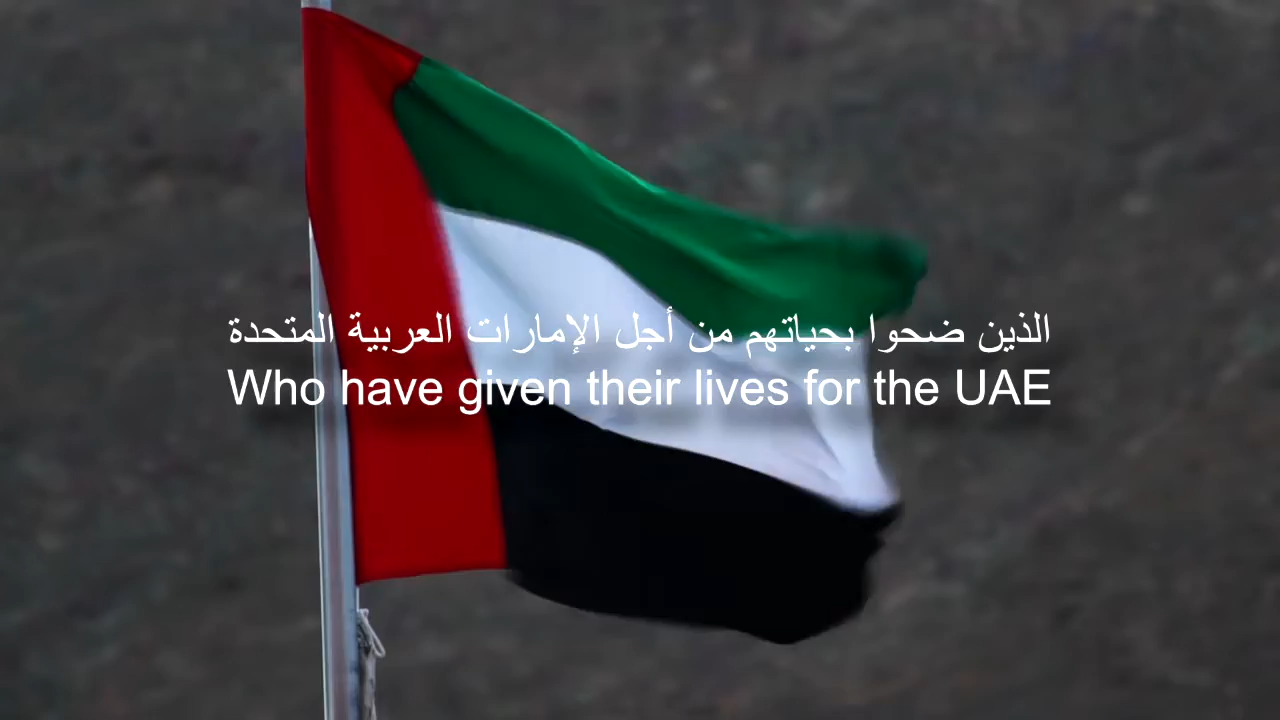 الذين ضحوا بحياتهم من أجل الإمارات العربية المتحدة
Who have given their lives for the UAE